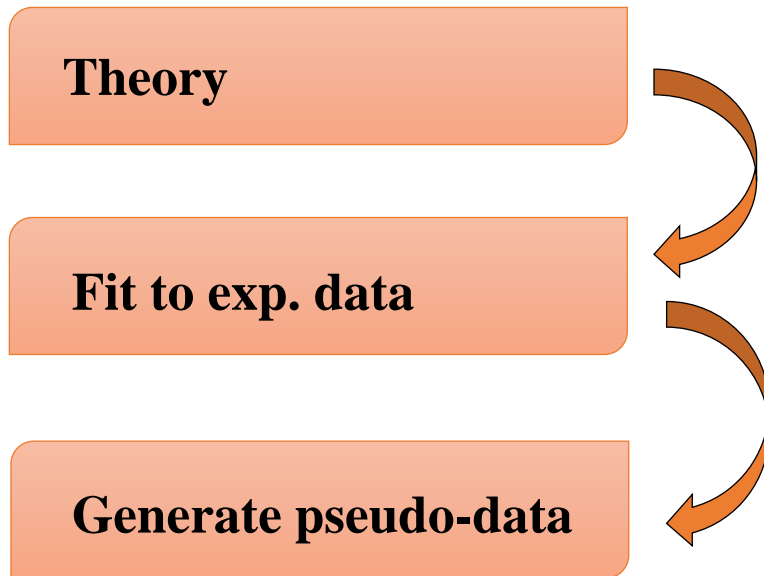 Theory
Fit to exp. data
Generate pseudo-data